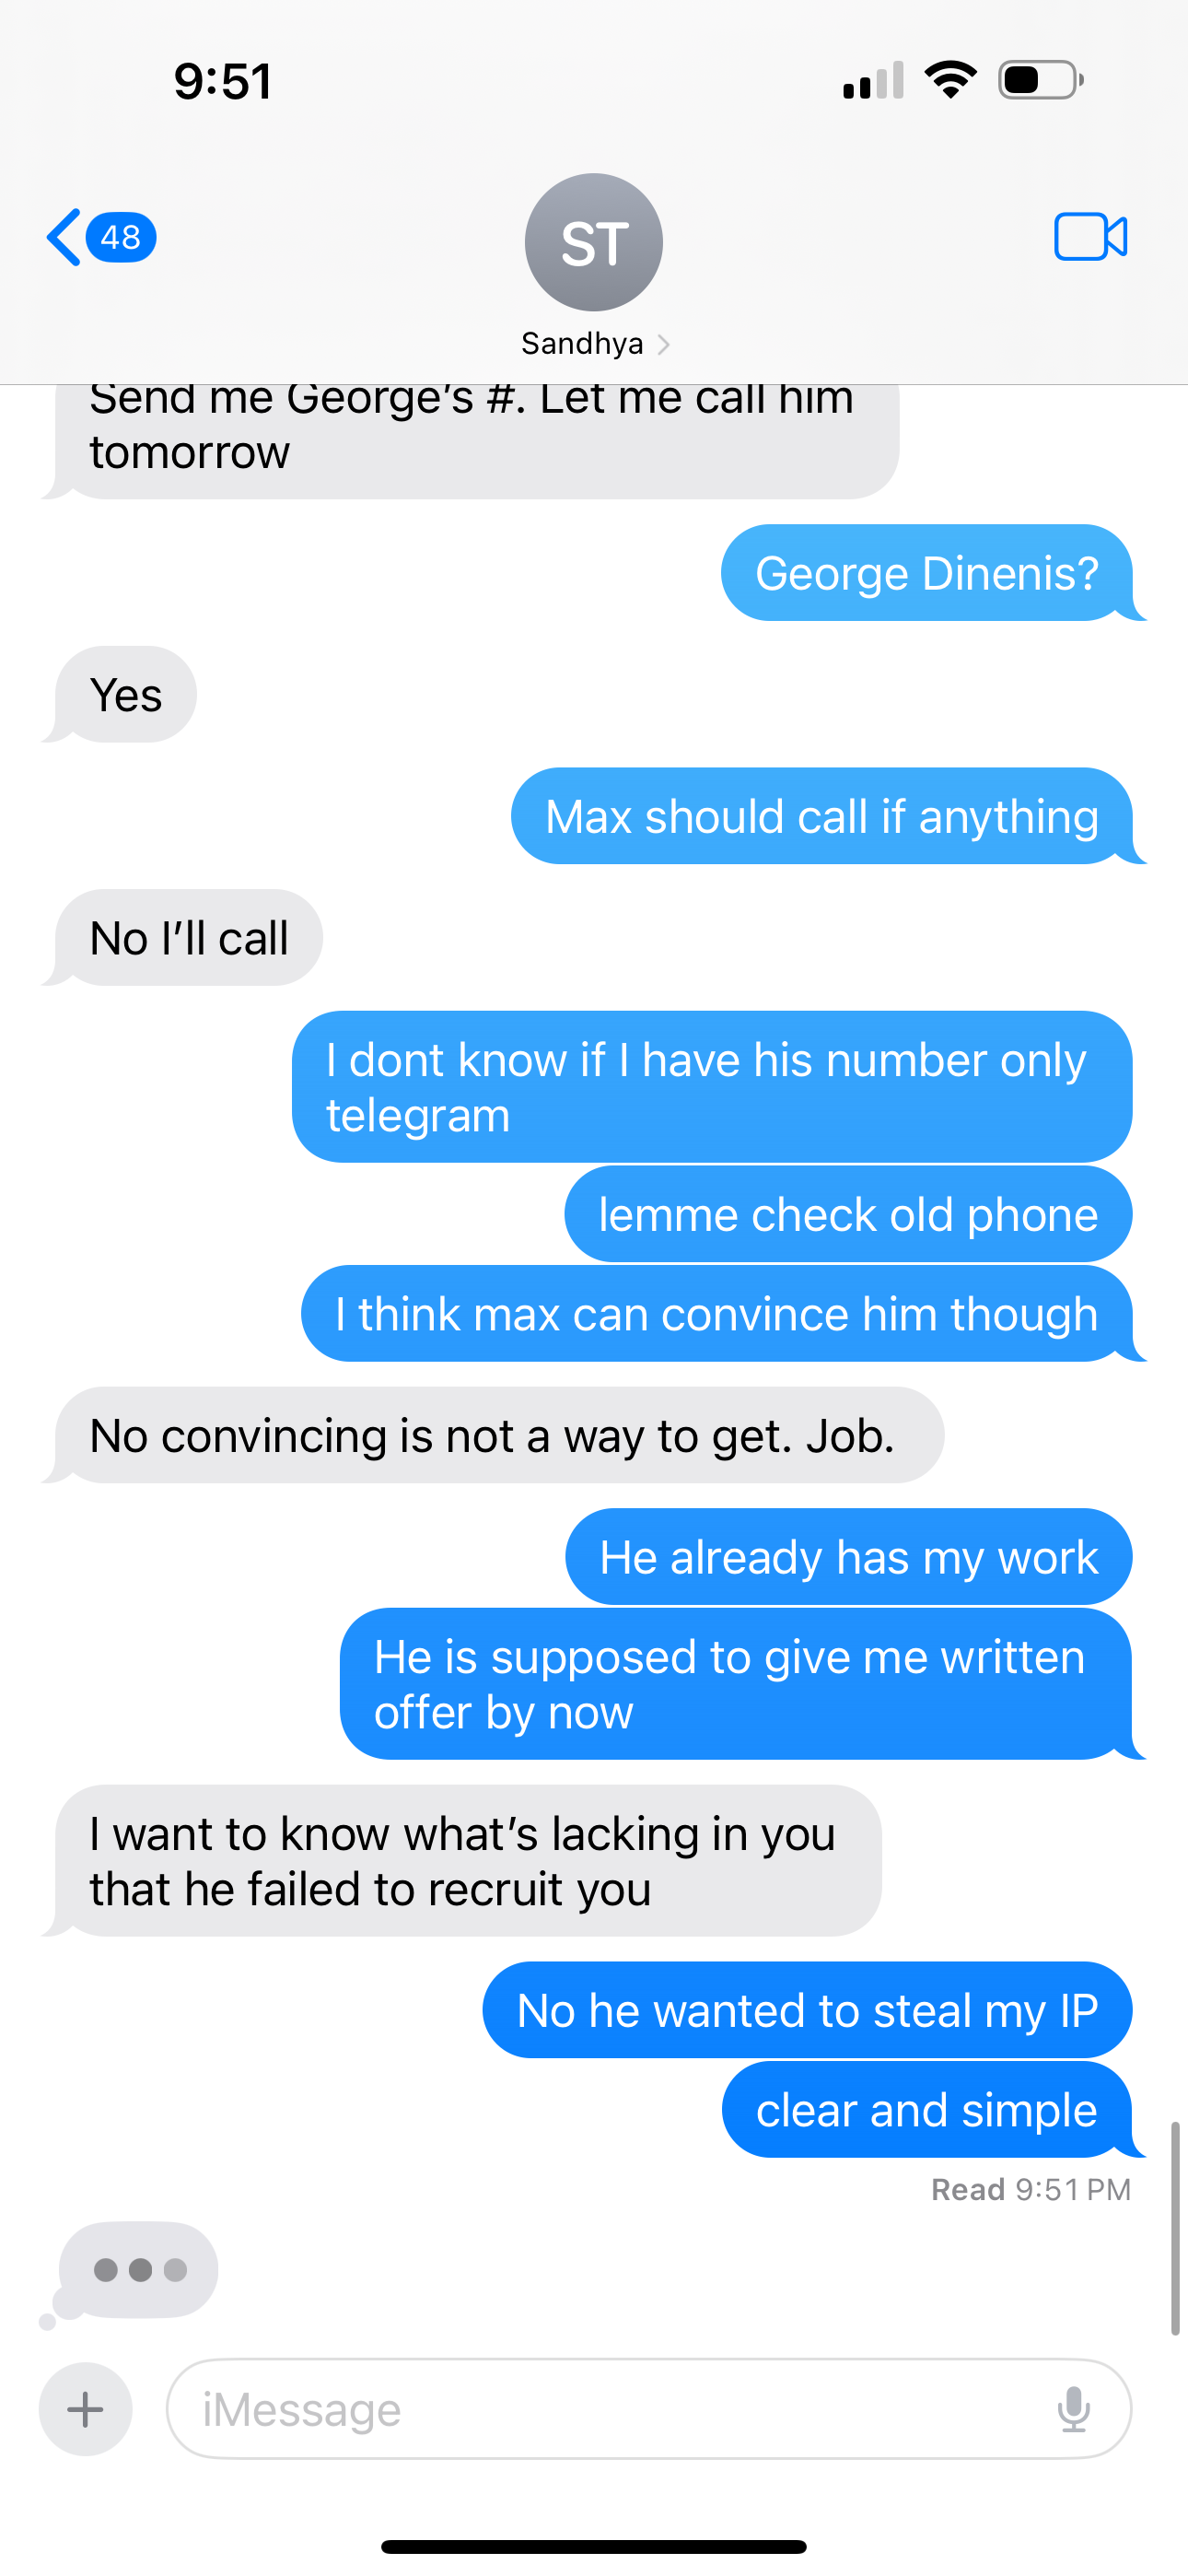 9:51
48
ST
Sandhya
Send me George's #. Let me call him
tomorrow
George Dinenis?
Yes
Max should call if anything
No I'll call
I dont know if I have his number only
telegram
lemme check old phone
I think max can convince him though
No convincing is not a way to get. Job.
He already has my work
He is supposed to give me written
offer by now
I want to know what's lacking in you
that he failed to recruit you
No he wanted to steal my IP
clear and simple
Read 9:51 PM
iMessage